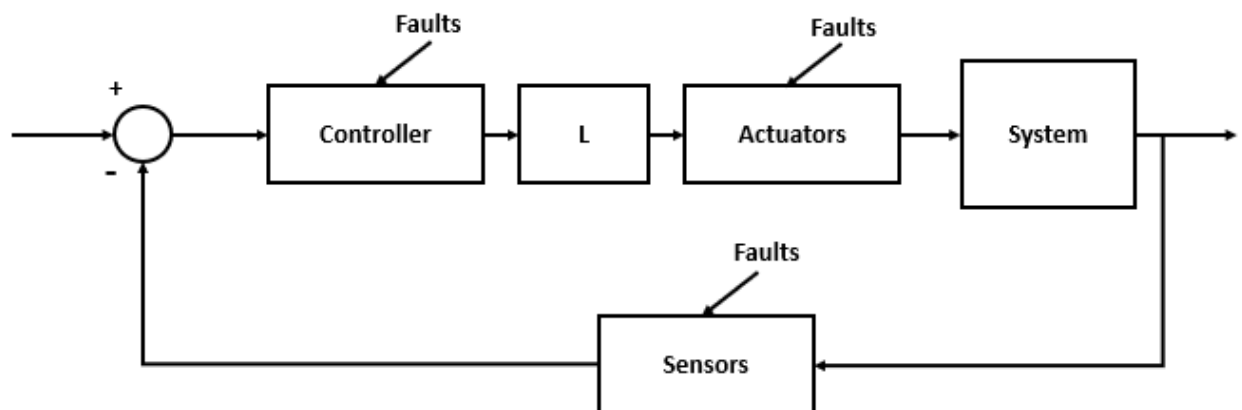 Faults
Faults
+
Controller
L
Actuators
System
-
Faults
Sensors